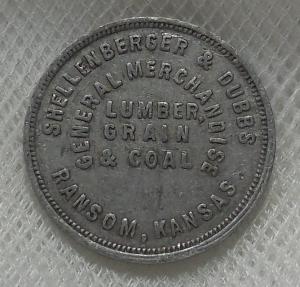 SHELLENBERGER & DUBBS
GENERAL MERCHANDISE
LUMBER,
GRAIN
& COAL
RANSOM, KANSAS.